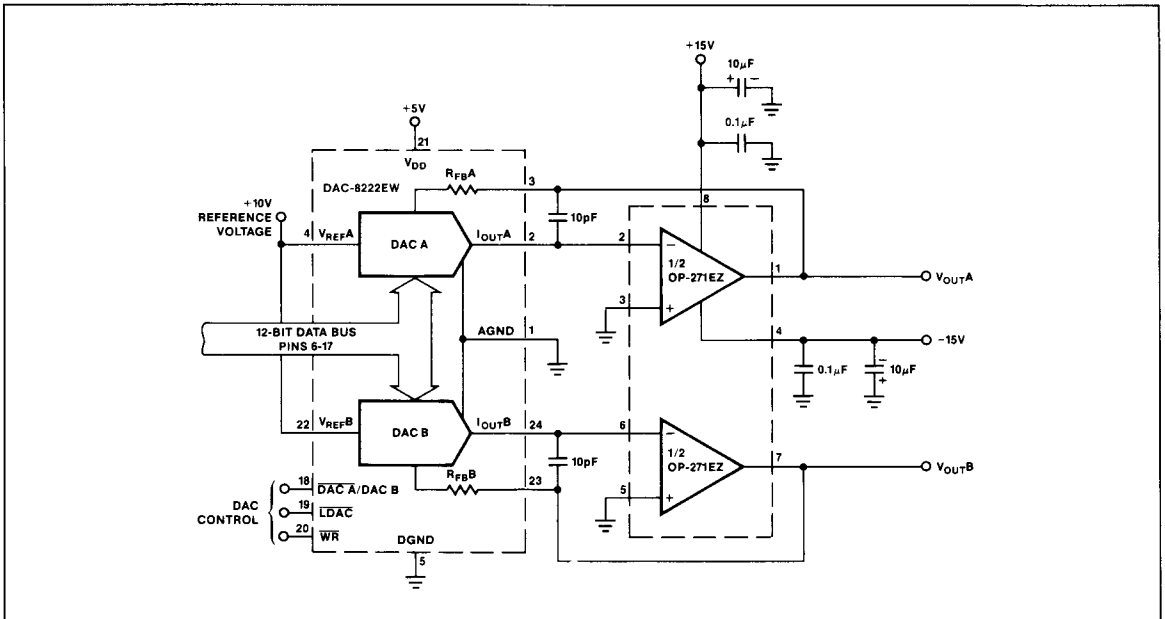 +15V
10μF
+ −
0.1μF
+5V
21
VDD
DAC-8222EW
RFBA
3
8
+10V
REFERENCE
VOLTAGE
4
VREFA
DAC A
IOUTA
2
10pF
2
−
1/2
OP-271EZ
1
VOUTA
3
+
12-BIT DATA BUS
PINS 6-17
AGND
1
4
−15V
0.1μF
−
10μF
+
22
VREFB
DAC B
IOUTB
24
6
−
10pF
1/2
OP-271EZ
7
VOUTB
RFBB
23
5
+
DAC
CONTROL
18
D̅A̅C̅ A̅/DAC B
19
L̅D̅A̅C̅
20
W̅R̅
DGND
5